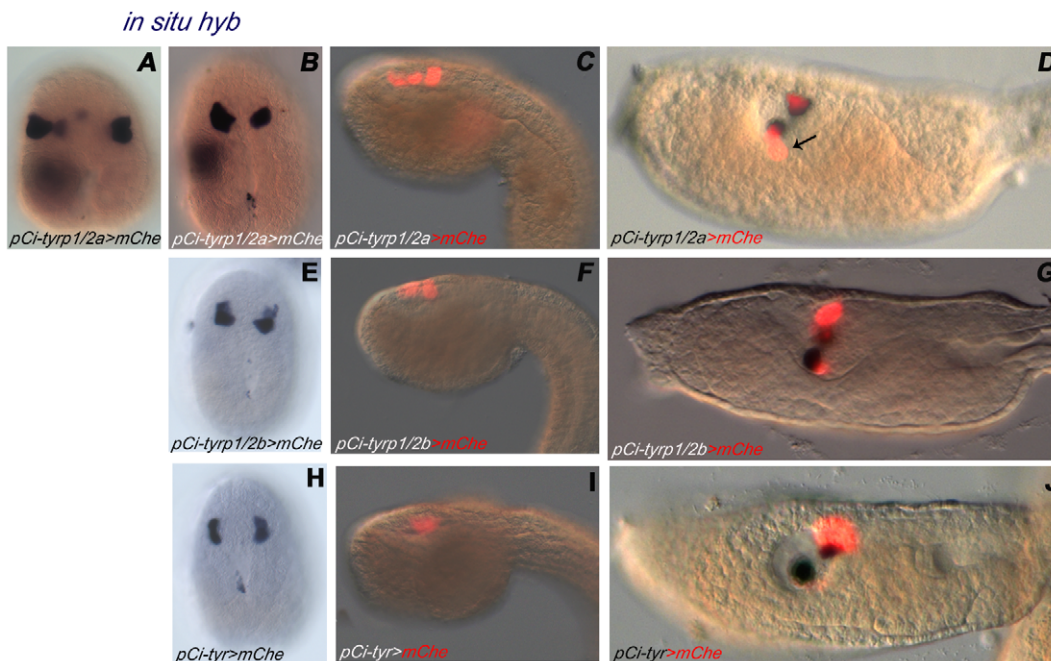 in situ hyb
A
B
C
D
pCi-tyrp1/2a>mChe
pCi-tyrp1/2a>mChe
pCi-tyrp1/2a>mChe
pCi-tyrp1/2a>mChe
E
F
G
pCi-tyrp1/2b>mChe
pCi-tyrp1/2b>mChe
pCi-tyrp1/2b>mChe
H
I
J
pCi-tyr>mChe
pCi-tyr>mChe
pCi-tyr>mChe